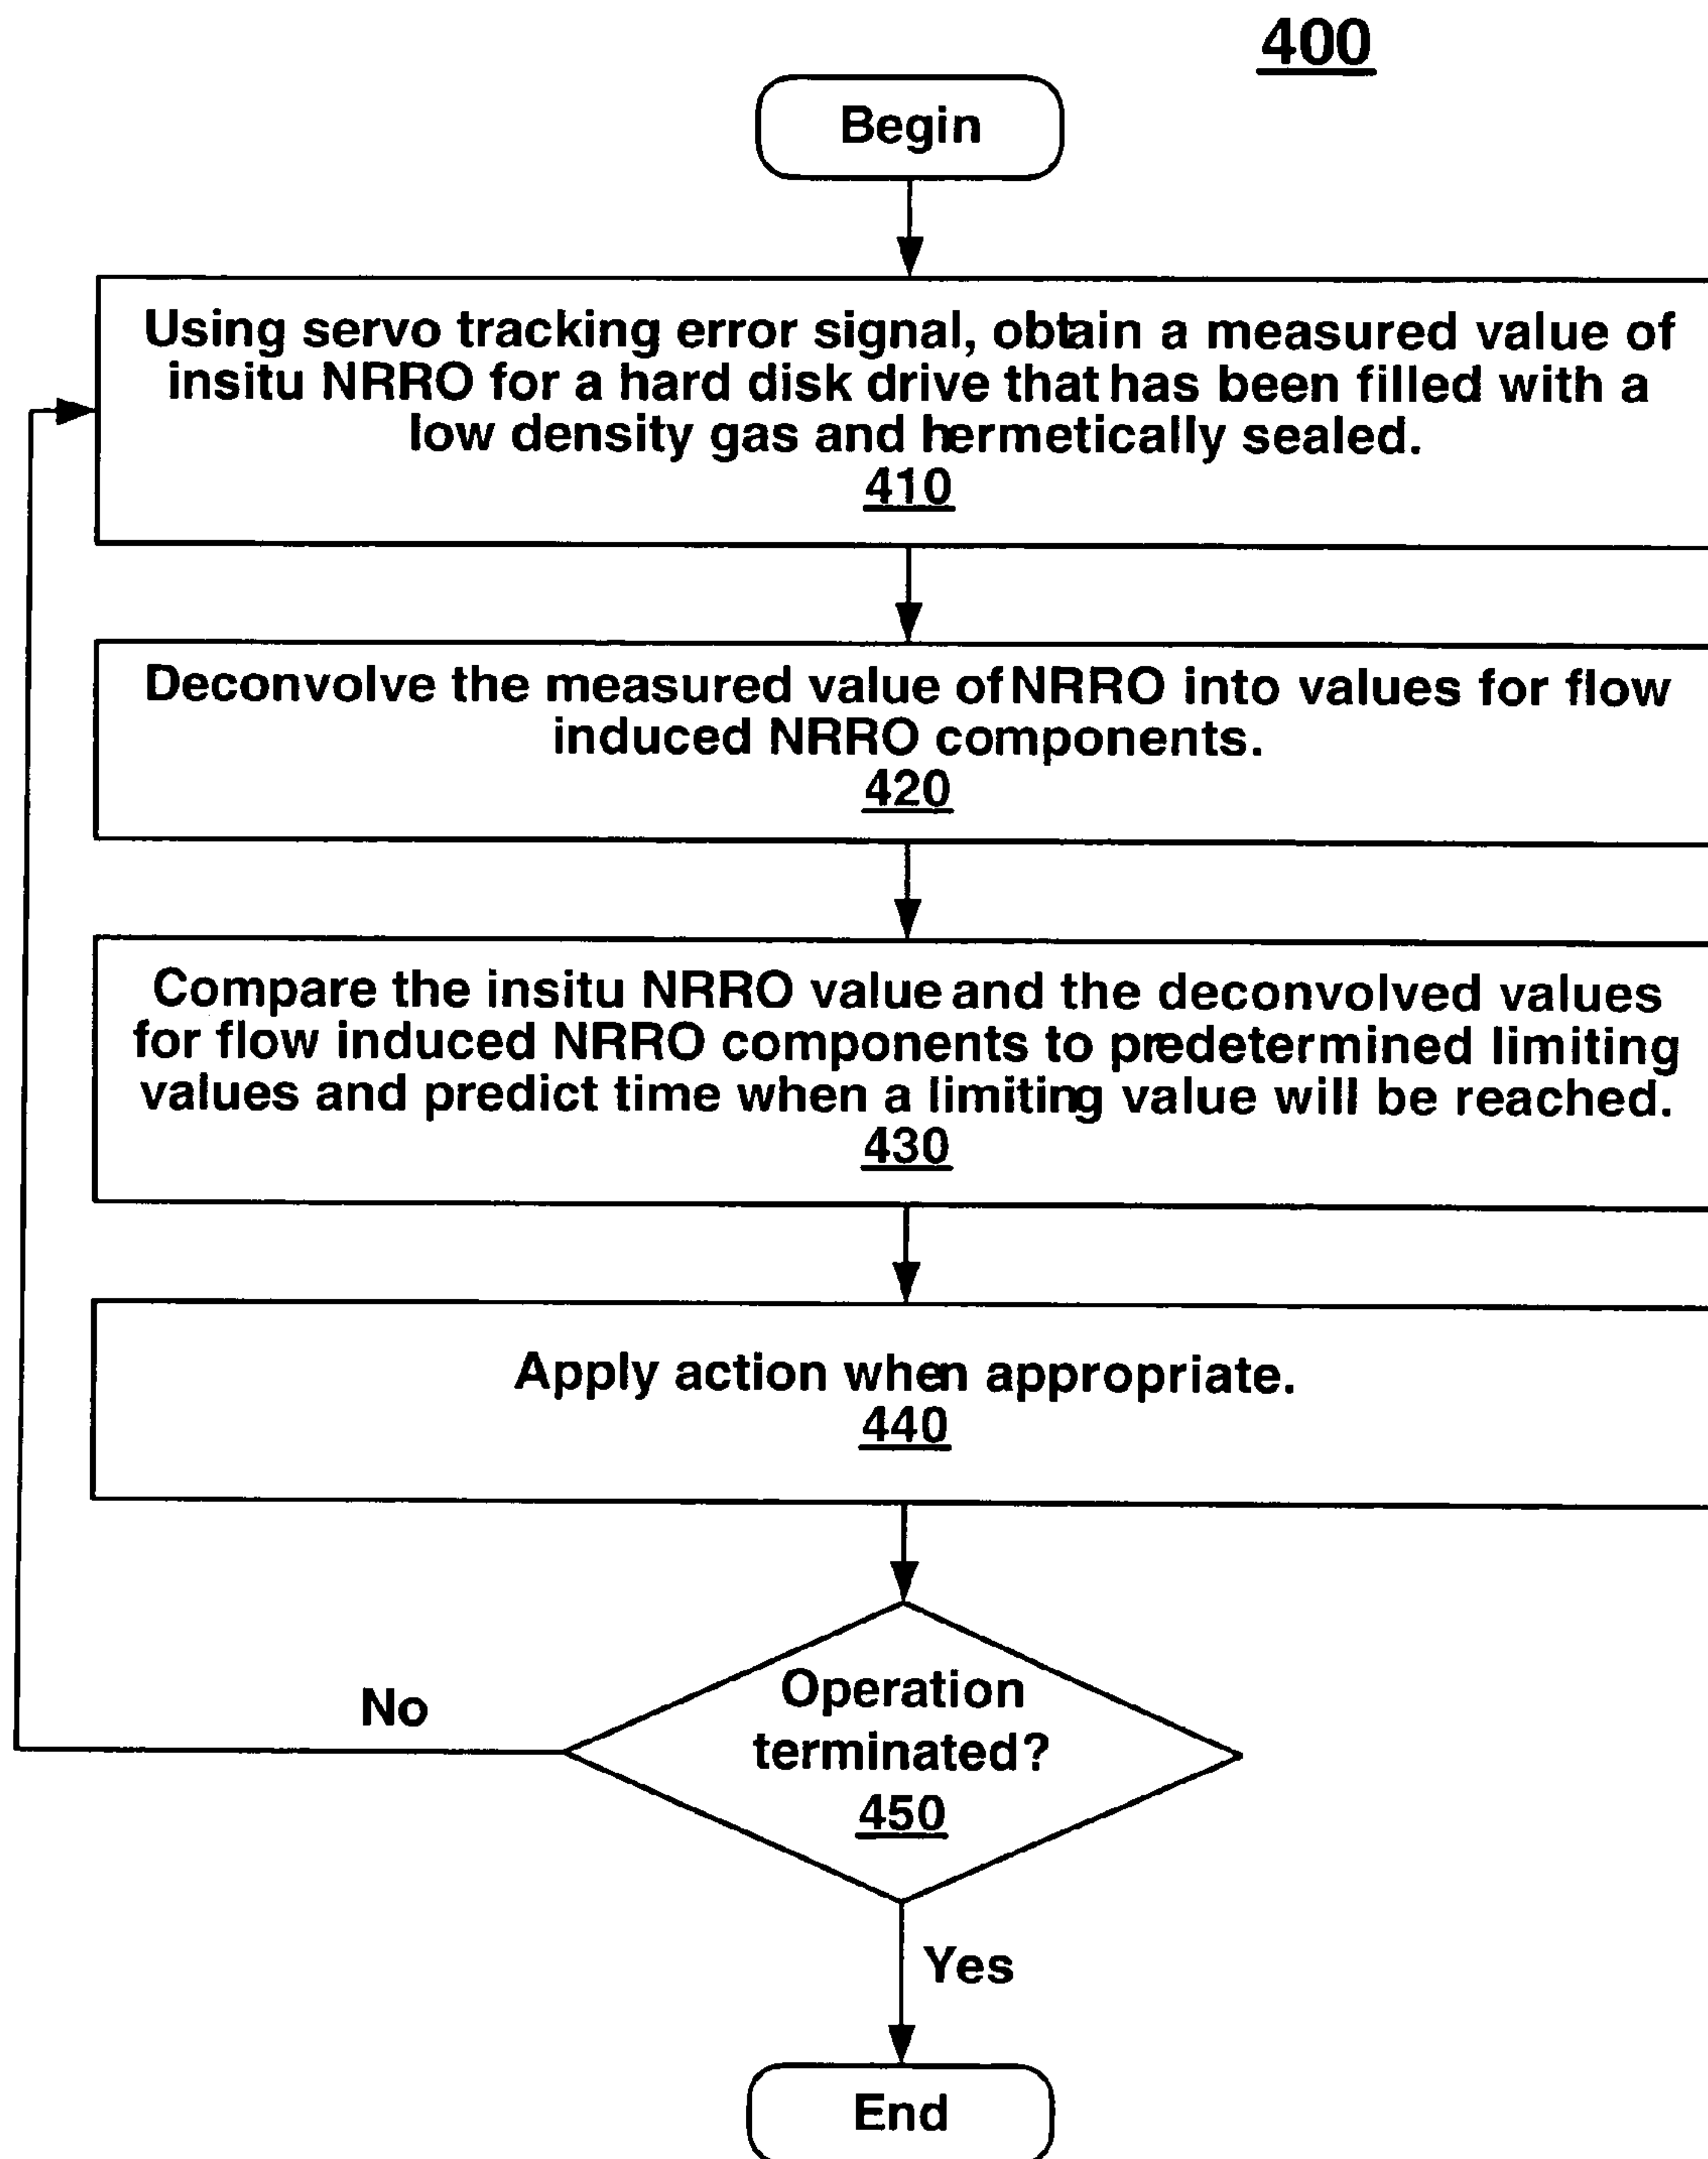 400
Begin
Using servo tracking error signal, obtain a measured value of
insitu NRRO for a hard disk drive that has been filled with a
low density gas and hermetically sealed.
410
Deconvolve the measured value of NRRO into values for flow
induced NRRO components.
420
Compare the insitu NRRO value and the deconvolved values
for flow induced NRRO components to predetermined limiting
values and predict time when a limiting value will be reached.
430
Apply action when appropriate.
440
Operation
terminated?
450
No
Yes
End